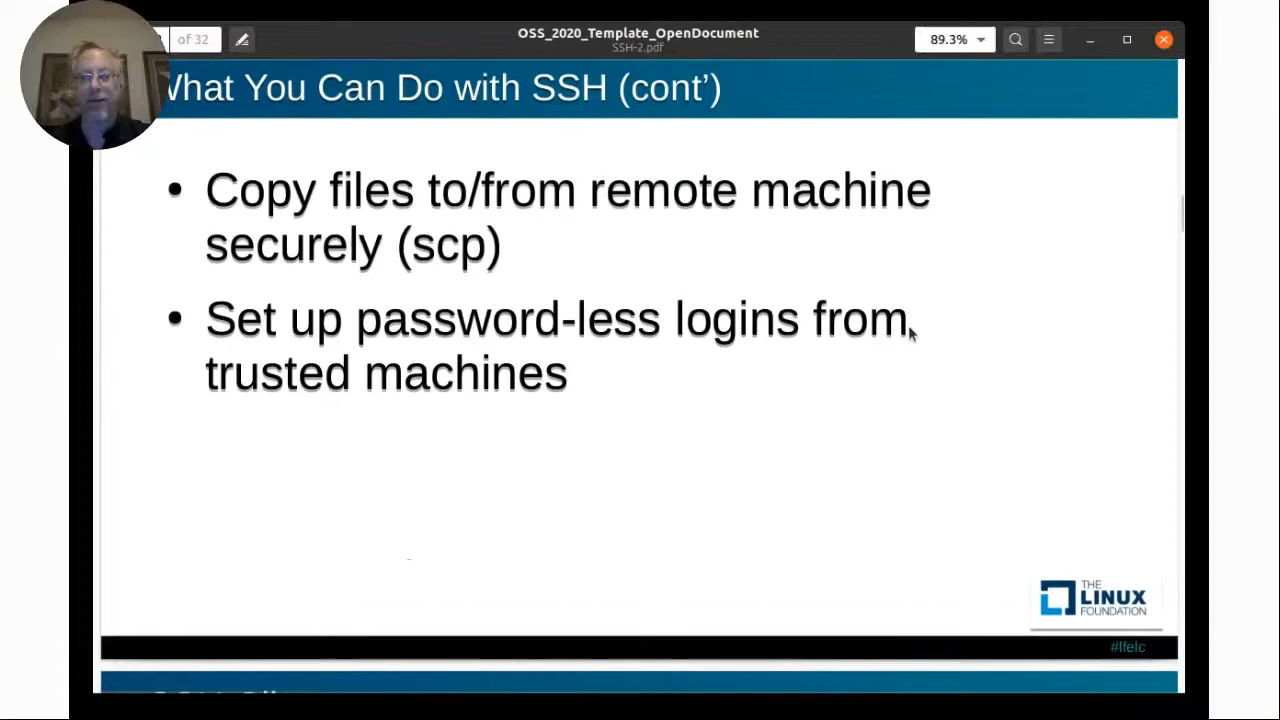 of 32
OSS_2020_Template_OpenDocument
SSH-2.pdf
89.3%
What You Can Do with SSH (cont’)
• Copy files to/from remote machine
securely (scp)
• Set up password-less logins from
trusted machines
THE
LINUX
FOUNDATION
#lfelc